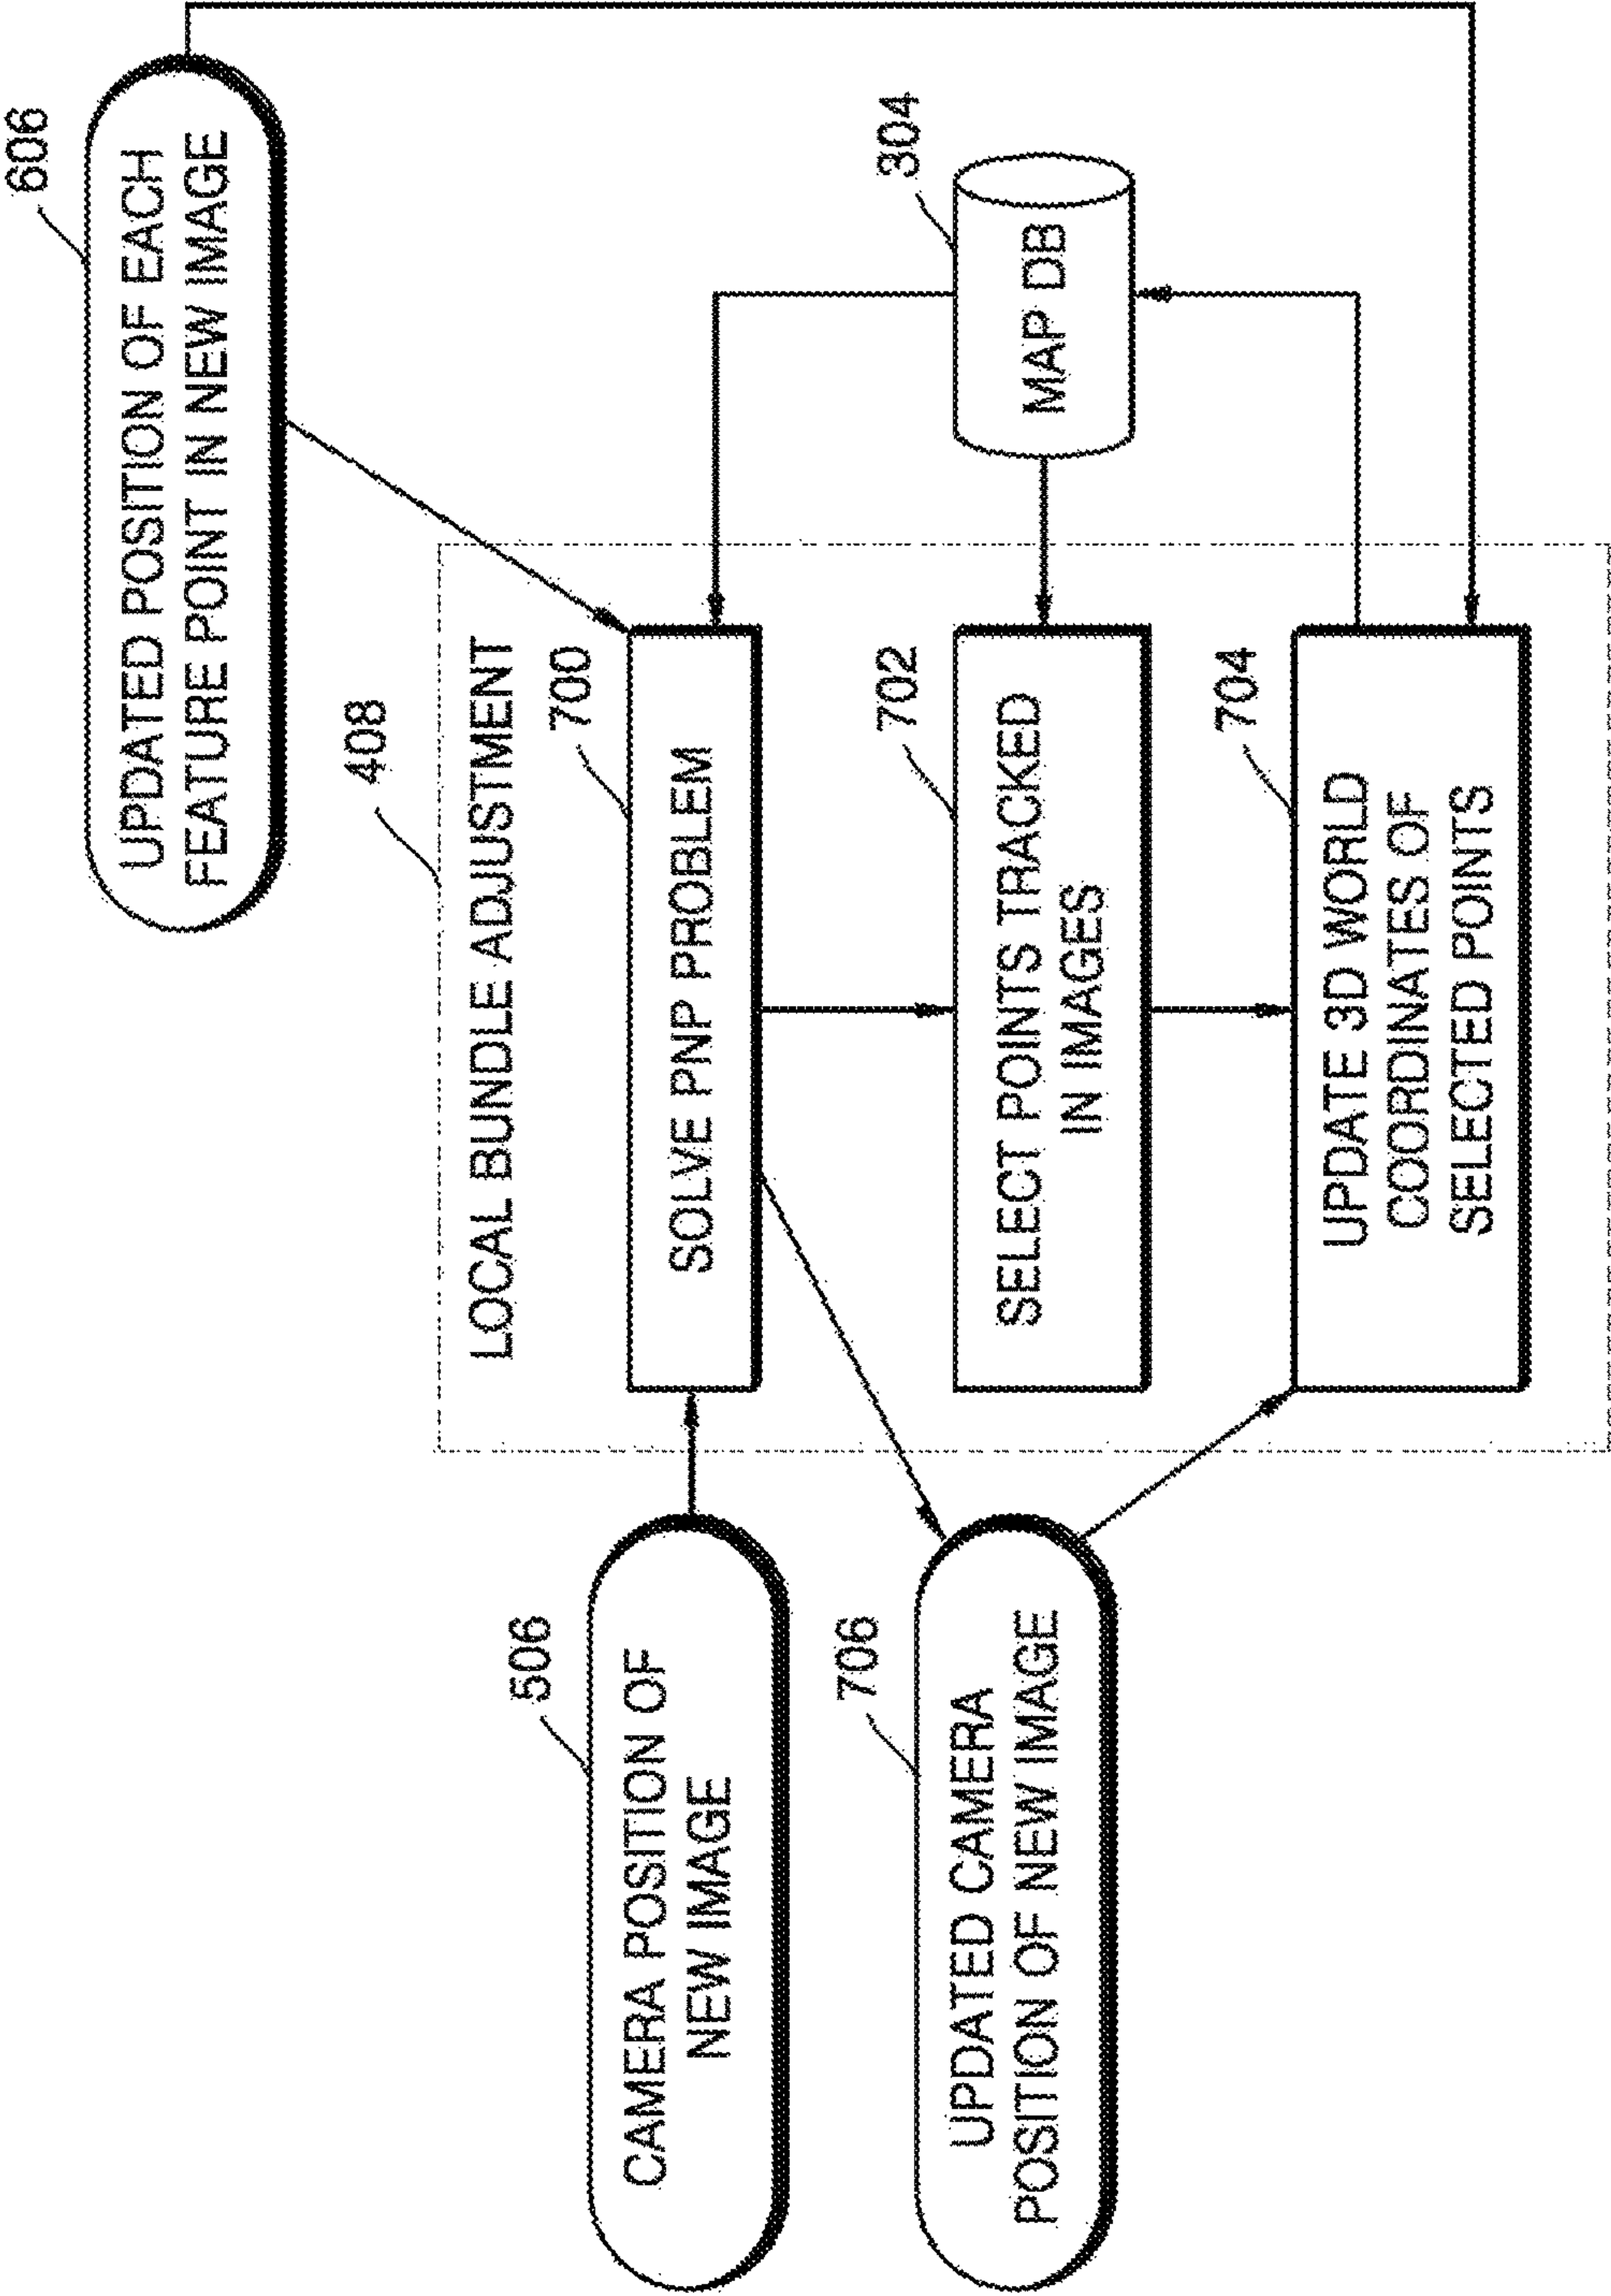 606
UPDATED POSITION OF EACH
FEATURE POINT IN NEW IMAGE
408
LOCAL BUNDLE ADJUSTMENT
506
CAMERA POSITION OF
NEW IMAGE
700
SOLVE PNP PROBLEM
304
MAP DB
706
UPDATED CAMERA
POSITION OF NEW IMAGE
702
SELECT POINTS TRACKED
IN IMAGES
704
UPDATE 3D WORLD
COORDINATES OF
SELECTED POINTS